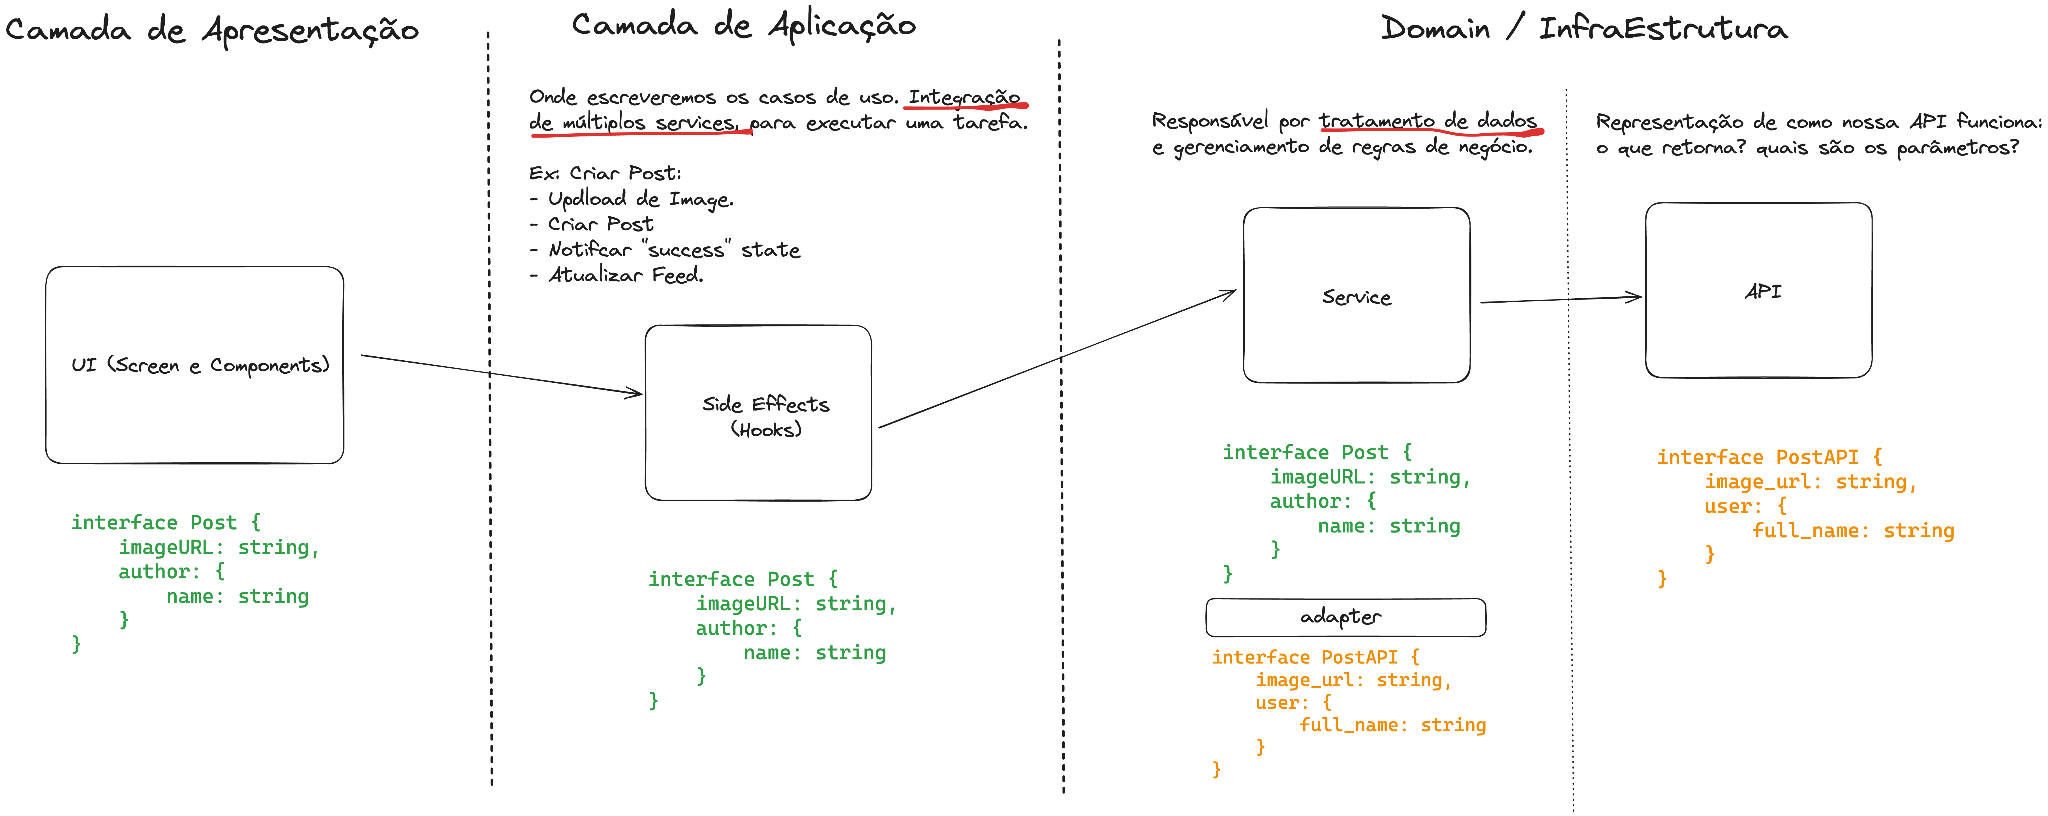 Camada de Apresentação
UI (Screen e Components)
interface Post {
    imageURL: string,
    author: {
        name: string
    }
}
Camada de Aplicação
Onde escreveremos os casos de uso. Integração
de múltiplos services, para executar uma tarefa.
Ex: Criar Post:
- Updload de Image.
- Criar Post
- Notifcar "success" state
- Atualizar Feed.
Side Effects
(Hooks)
interface Post {
    imageURL: string,
    author: {
        name: string
    }
}
Domain / InfraEstrutura
Responsável por tratamento de dados
e gerenciamento de regras de negócio.
Service
interface Post {
    imageURL: string,
    author: {
        name: string
    }
}
adapter
interface PostAPI {
    image_url: string,
    user: {
        full_name: string
    }
}
Representação de como nossa API funciona:
o que retorna? quais são os parâmetros?
API
interface PostAPI {
    image_url: string,
    user: {
        full_name: string
    }
}